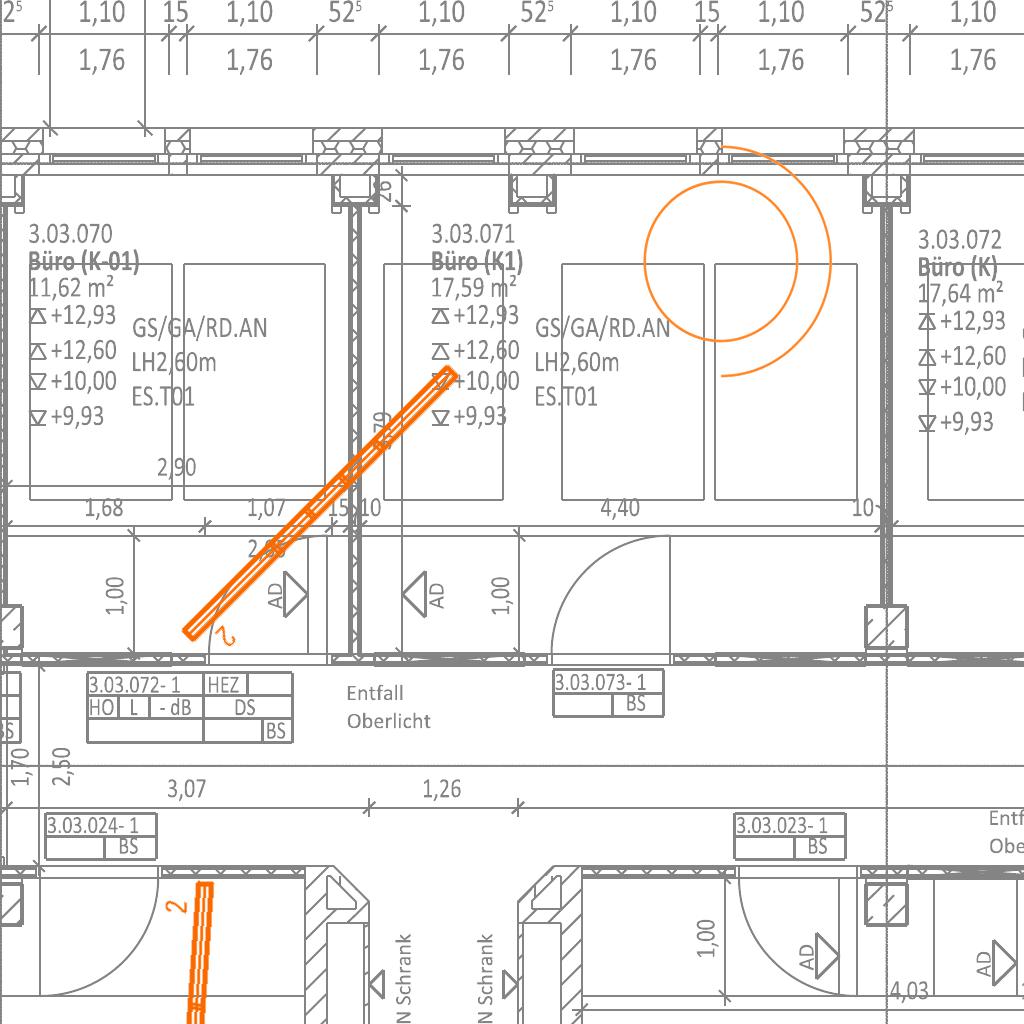 2⁵ 1,10 15 1,10 52⁵ 1,10 52⁵ 1,10 15 1,10 52⁵ 1,10
1,76 1,76 1,76 1,76 1,76 1,76
26
3.03.070
Büro (K-01)
11,62 m²
+12,93
+12,60
+10,00
+9,93
GS/GA/RD.AN
LH2,60m
ES.T01
3.03.071
Büro (K1)
17,59 m²
+12,93
+12,60
+10,00
+9,93
GS/GA/RD.AN
LH2,60m
ES.T01
3.03.072
Büro (K)
17,64 m²
+12,93
+12,60
+10,00
+9,93
2,90
1,68 1,07 15 10 4,40 10
1,00 AD AD 1,00
2
3.03.072- 1 HEZ
HO L - dB DS
BS
BS
Entfall
Oberlicht
3.03.073- 1
BS
1,70 2,50
3,07 1,26
3.03.024- 1
BS
3.03.023- 1
BS
Entf
Obe
2
N Schrank
N Schrank
1,00
AD
AD
4,03